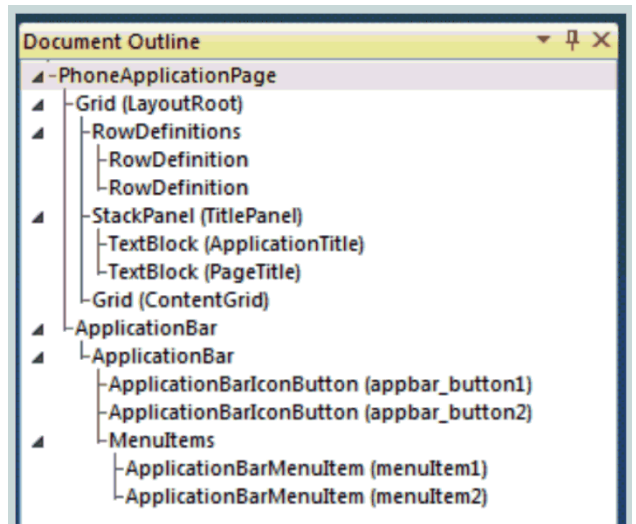 Document Outline
PhoneApplicationPage
Grid (LayoutRoot)
RowDefinitions
RowDefinition
RowDefinition
StackPanel (TitlePanel)
TextBlock (ApplicationTitle)
TextBlock (PageTitle)
Grid (ContentGrid)
ApplicationBar
ApplicationBar
ApplicationBarIconButton (appbar_button1)
ApplicationBarIconButton (appbar_button2)
MenuItems
ApplicationBarMenuItem (menuItem1)
ApplicationBarMenuItem (menuItem2)